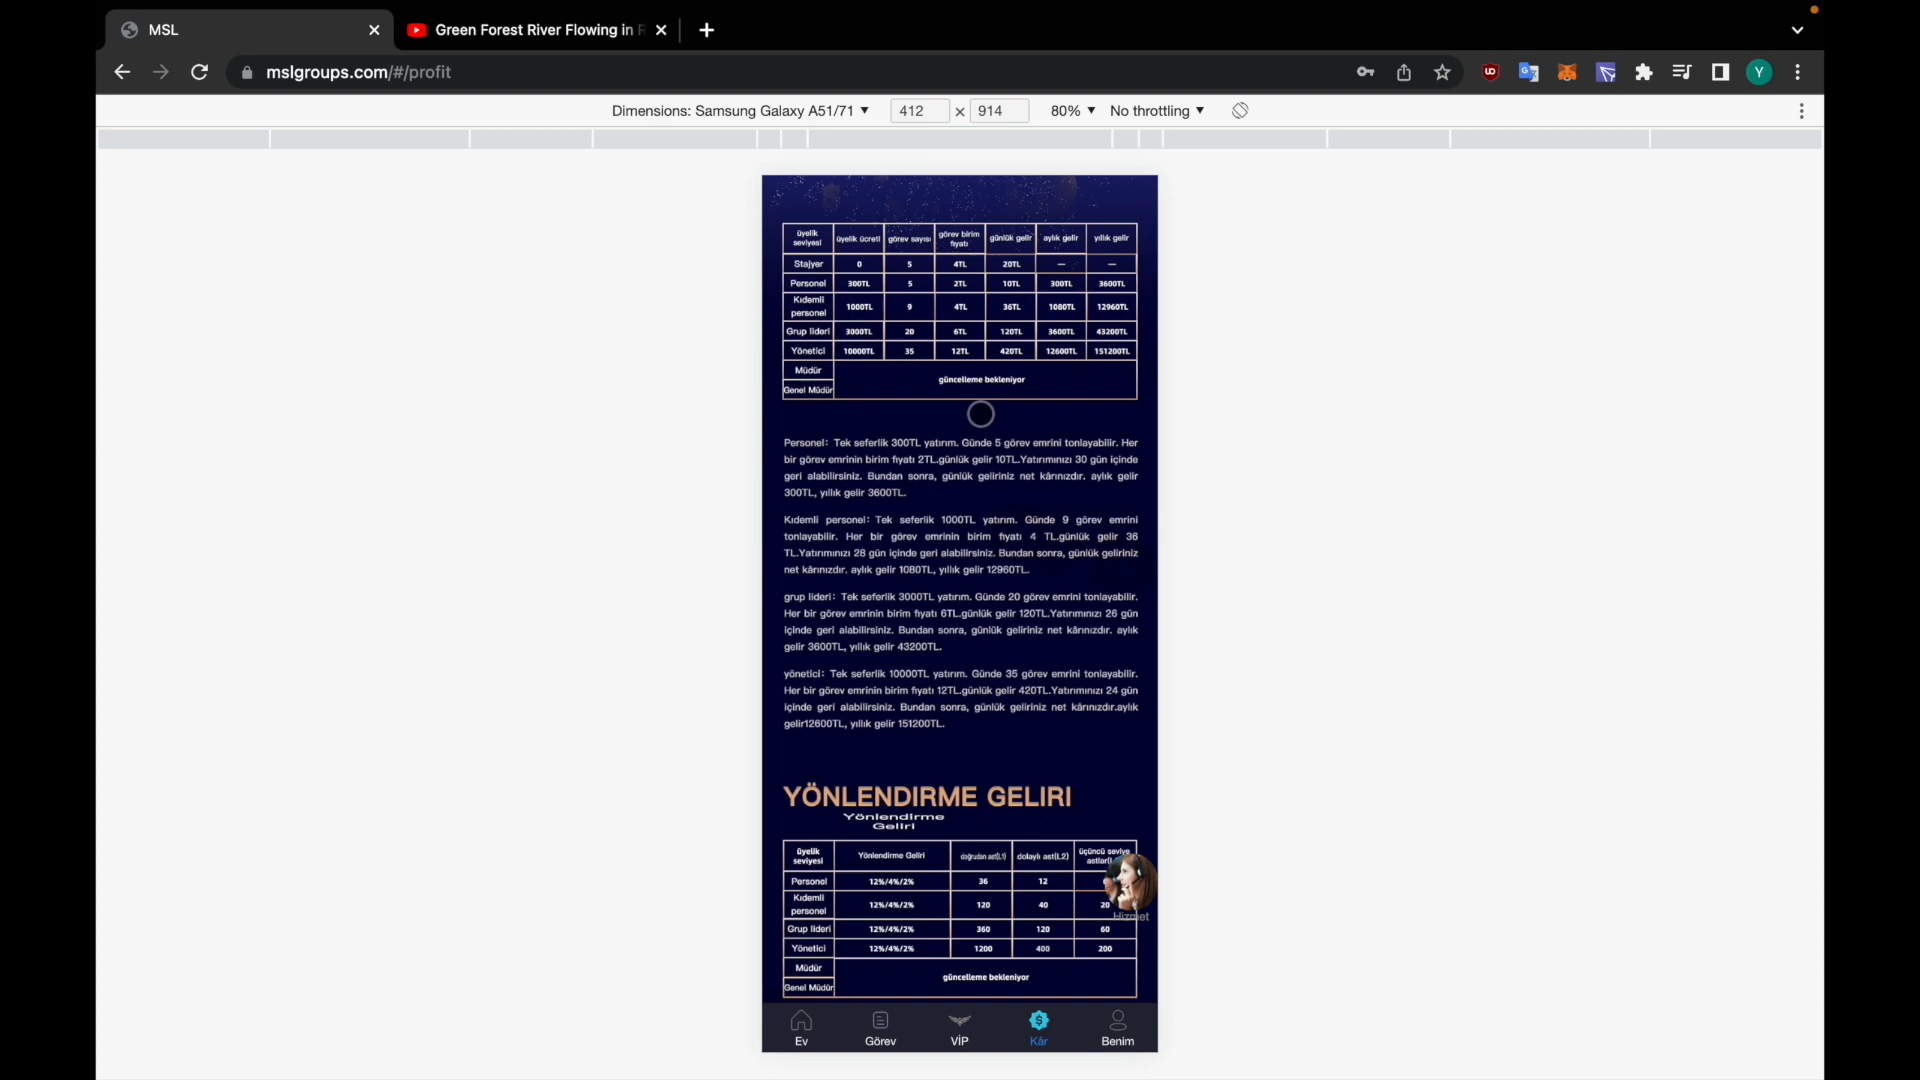 MSL
Green Forest River Flowing in R
mslgroups.com/#/profit
Y
Dimensions: Samsung Galaxy A51/71 ▼ 412 × 914 80% ▼ No throttling ▼
üyelik seviyesi üyelik ücreti görev sayısı görev birim fiyatı günlük gelir aylık gelir yıllık gelir
Stajyer 0 5 4TL 20TL — —
Personel 300TL 5 2TL 10TL 300TL 3600TL
Kıdemli personel 1000TL 9 4TL 36TL 1080TL 12960TL
Grup lideri 3000TL 20 6TL 120TL 3600TL 43200TL
Yönetici 10000TL 35 12TL 420TL 12600TL 151200TL
Müdür
güncelleme bekleniyor
Genel Müdür
Personel: Tek seferlik 300TL yatırım. Günde 5 görev emrini tonlayabilir. Her
bir görev emrinin birim fiyatı 2TL.günlük gelir 10TL.Yatırımınızı 30 gün içinde
geri alabilirsiniz. Bundan sonra, günlük geliriniz net kârınızdır. aylık gelir
300TL, yıllık gelir 3600TL.
Kıdemli personel: Tek seferlik 1000TL yatırım. Günde 9 görev emrini
tonlayabilir. Her bir görev emrinin birim fiyatı 4 TL.günlük gelir 36
TL.Yatırımınızı 28 gün içinde geri alabilirsiniz. Bundan sonra, günlük geliriniz
net kârınızdır. aylık gelir 1080TL, yıllık gelir 12960TL.
grup lideri: Tek seferlik 3000TL yatırım. Günde 20 görev emrini tonlayabilir.
Her bir görev emrinin birim fiyatı 6TL.günlük gelir 120TL.Yatırımınızı 26 gün
içinde geri alabilirsiniz. Bundan sonra, günlük geliriniz net kârınızdır. aylık
gelir 3600TL, yıllık gelir 43200TL.
yönetici: Tek seferlik 10000TL yatırım. Günde 35 görev emrini tonlayabilir.
Her bir görev emrinin birim fiyatı 12TL.günlük gelir 420TL.Yatırımınızı 24 gün
içinde geri alabilirsiniz. Bundan sonra, günlük geliriniz net kârınızdır.aylık
gelir12600TL, yıllık gelir 151200TL.
YÖNLENDIRME GELIRI
Yönlendirme
Geliri
üyelik seviyesi Yönlendirme Geliri doğrudan ast(L1) dolaylı ast(L2) üçüncü seviye
Personel 12%/4%/2% 36 12
Kıdemli personel 12%/4%/2% 120 40 20
Hizmet
Grup lideri 12%/4%/2% 360 120 60
Yönetici 12%/4%/2% 1200 400 200
Müdür
güncelleme bekleniyor
Genel Müdür
Ev Görev VİP Kâr Benim